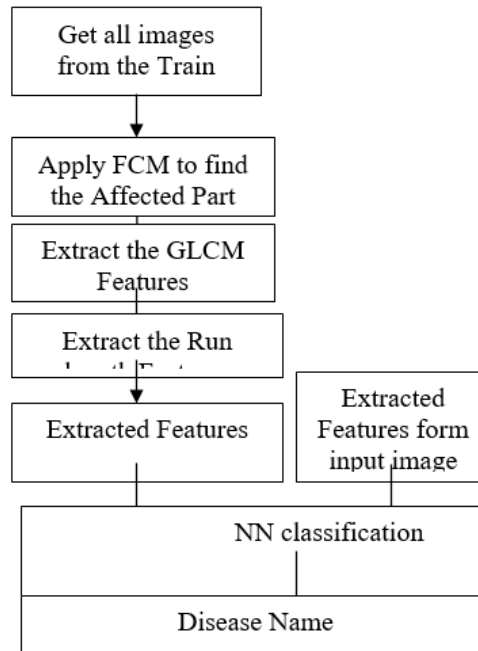 Get all images
from the Train
Apply FCM to find
the Affected Part
Extract the GLCM
Features
Extract the Run
Extracted Features
Extracted
Features form
input image
NN classification
Disease Name